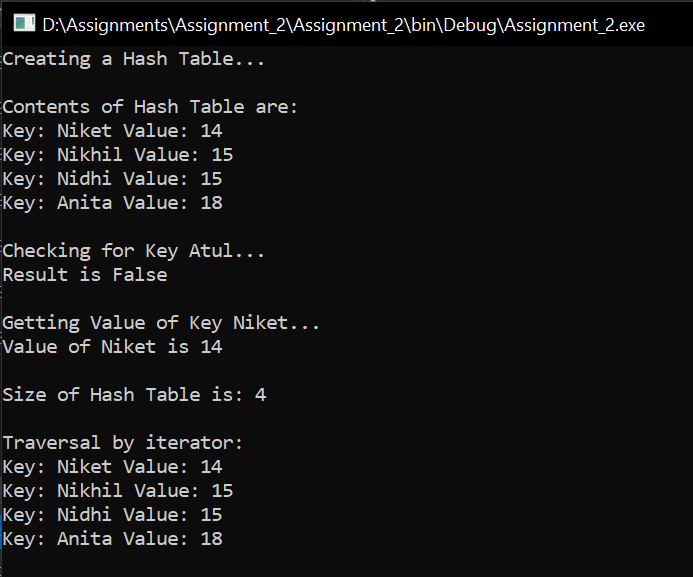 D:\Assignments\Assignment_2\Assignment_2\bin\Debug\Assignment_2.exe
Creating a Hash Table...
Contents of Hash Table are:
Key: Niket Value: 14
Key: Nikhil Value: 15
Key: Nidhi Value: 15
Key: Anita Value: 18
Checking for Key Atul...
Result is False
Getting Value of Key Niket...
Value of Niket is 14
Size of Hash Table is: 4
Traversal by iterator:
Key: Niket Value: 14
Key: Nikhil Value: 15
Key: Nidhi Value: 15
Key: Anita Value: 18